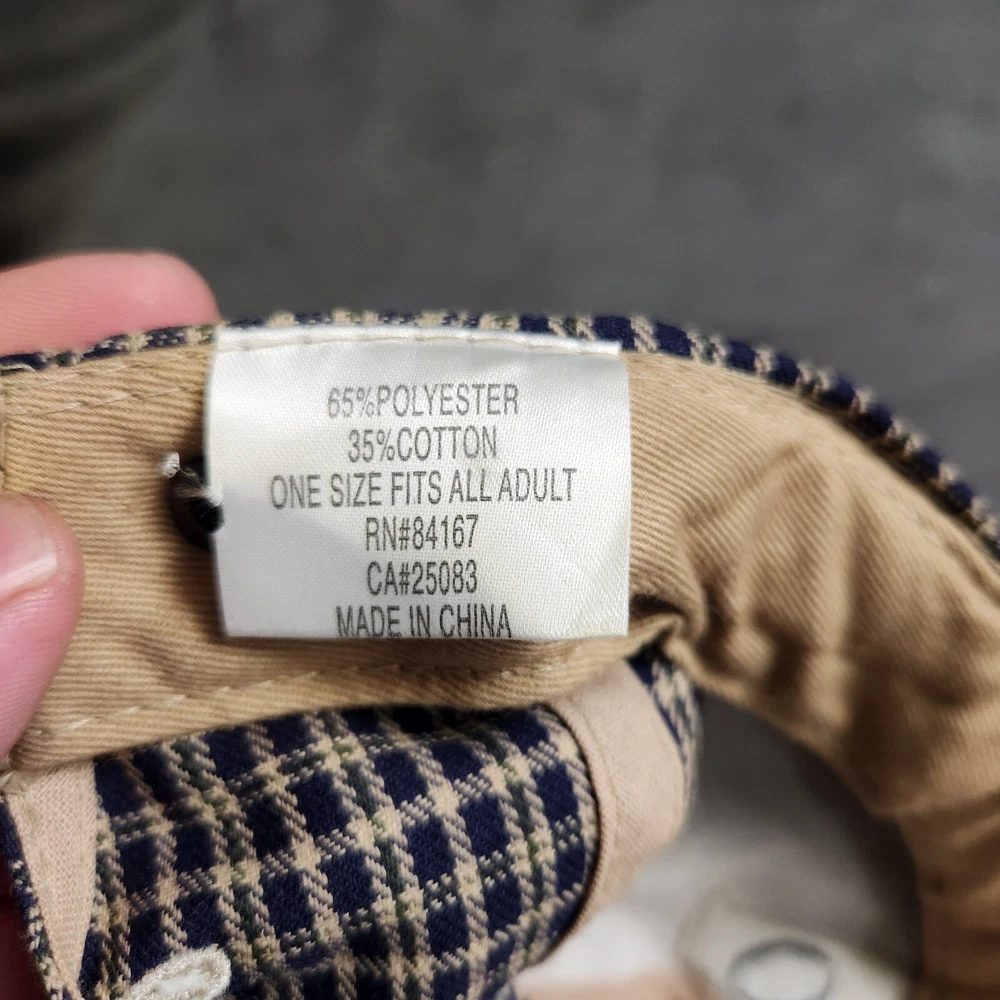 65%POLYESTER
35%COTTON
ONE SIZE FITS ALL ADULT
RN#84167
CA#25083
MADE IN CHINA